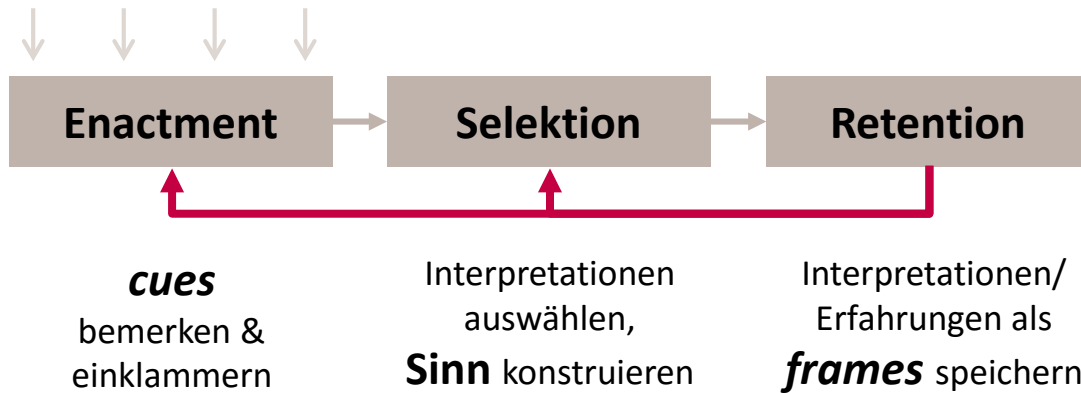 Enactment
Selektion
Retention
cues
bemerken &
einklammern
Interpretationen
auswählen,
Sinn konstruieren
Interpretationen/
Erfahrungen als
frames speichern